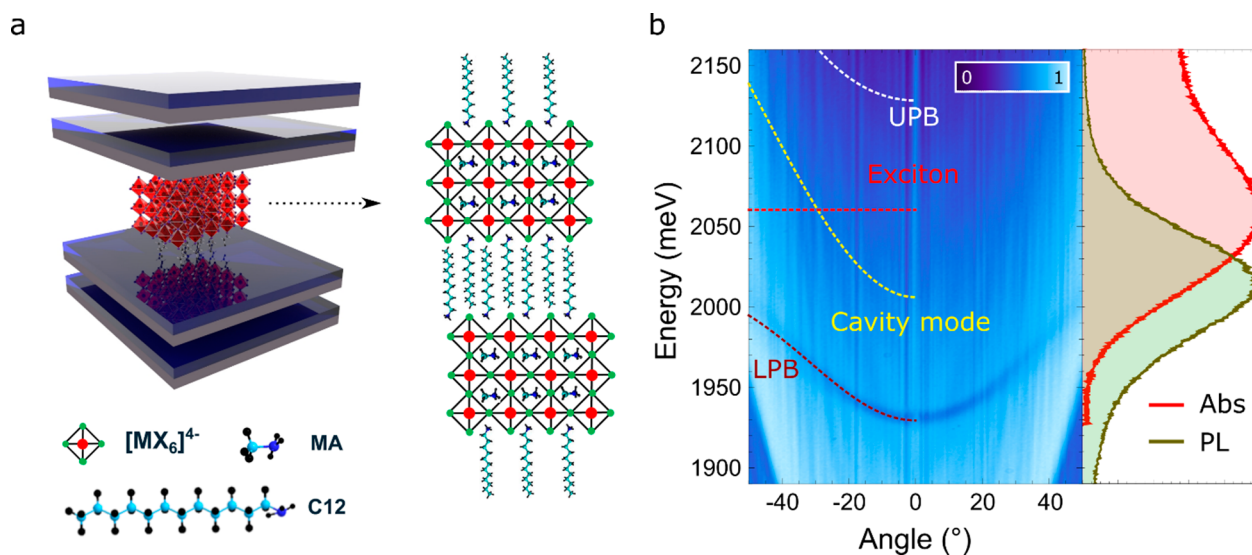 a
[MX6]4-
MA
C12
b
2150
2100
2050
2000
1950
1900
Energy (meV)
0 1
UPB
Exciton
Cavity mode
LPB
Abs
PL
-40 -20 0 20 40
Angle (°)